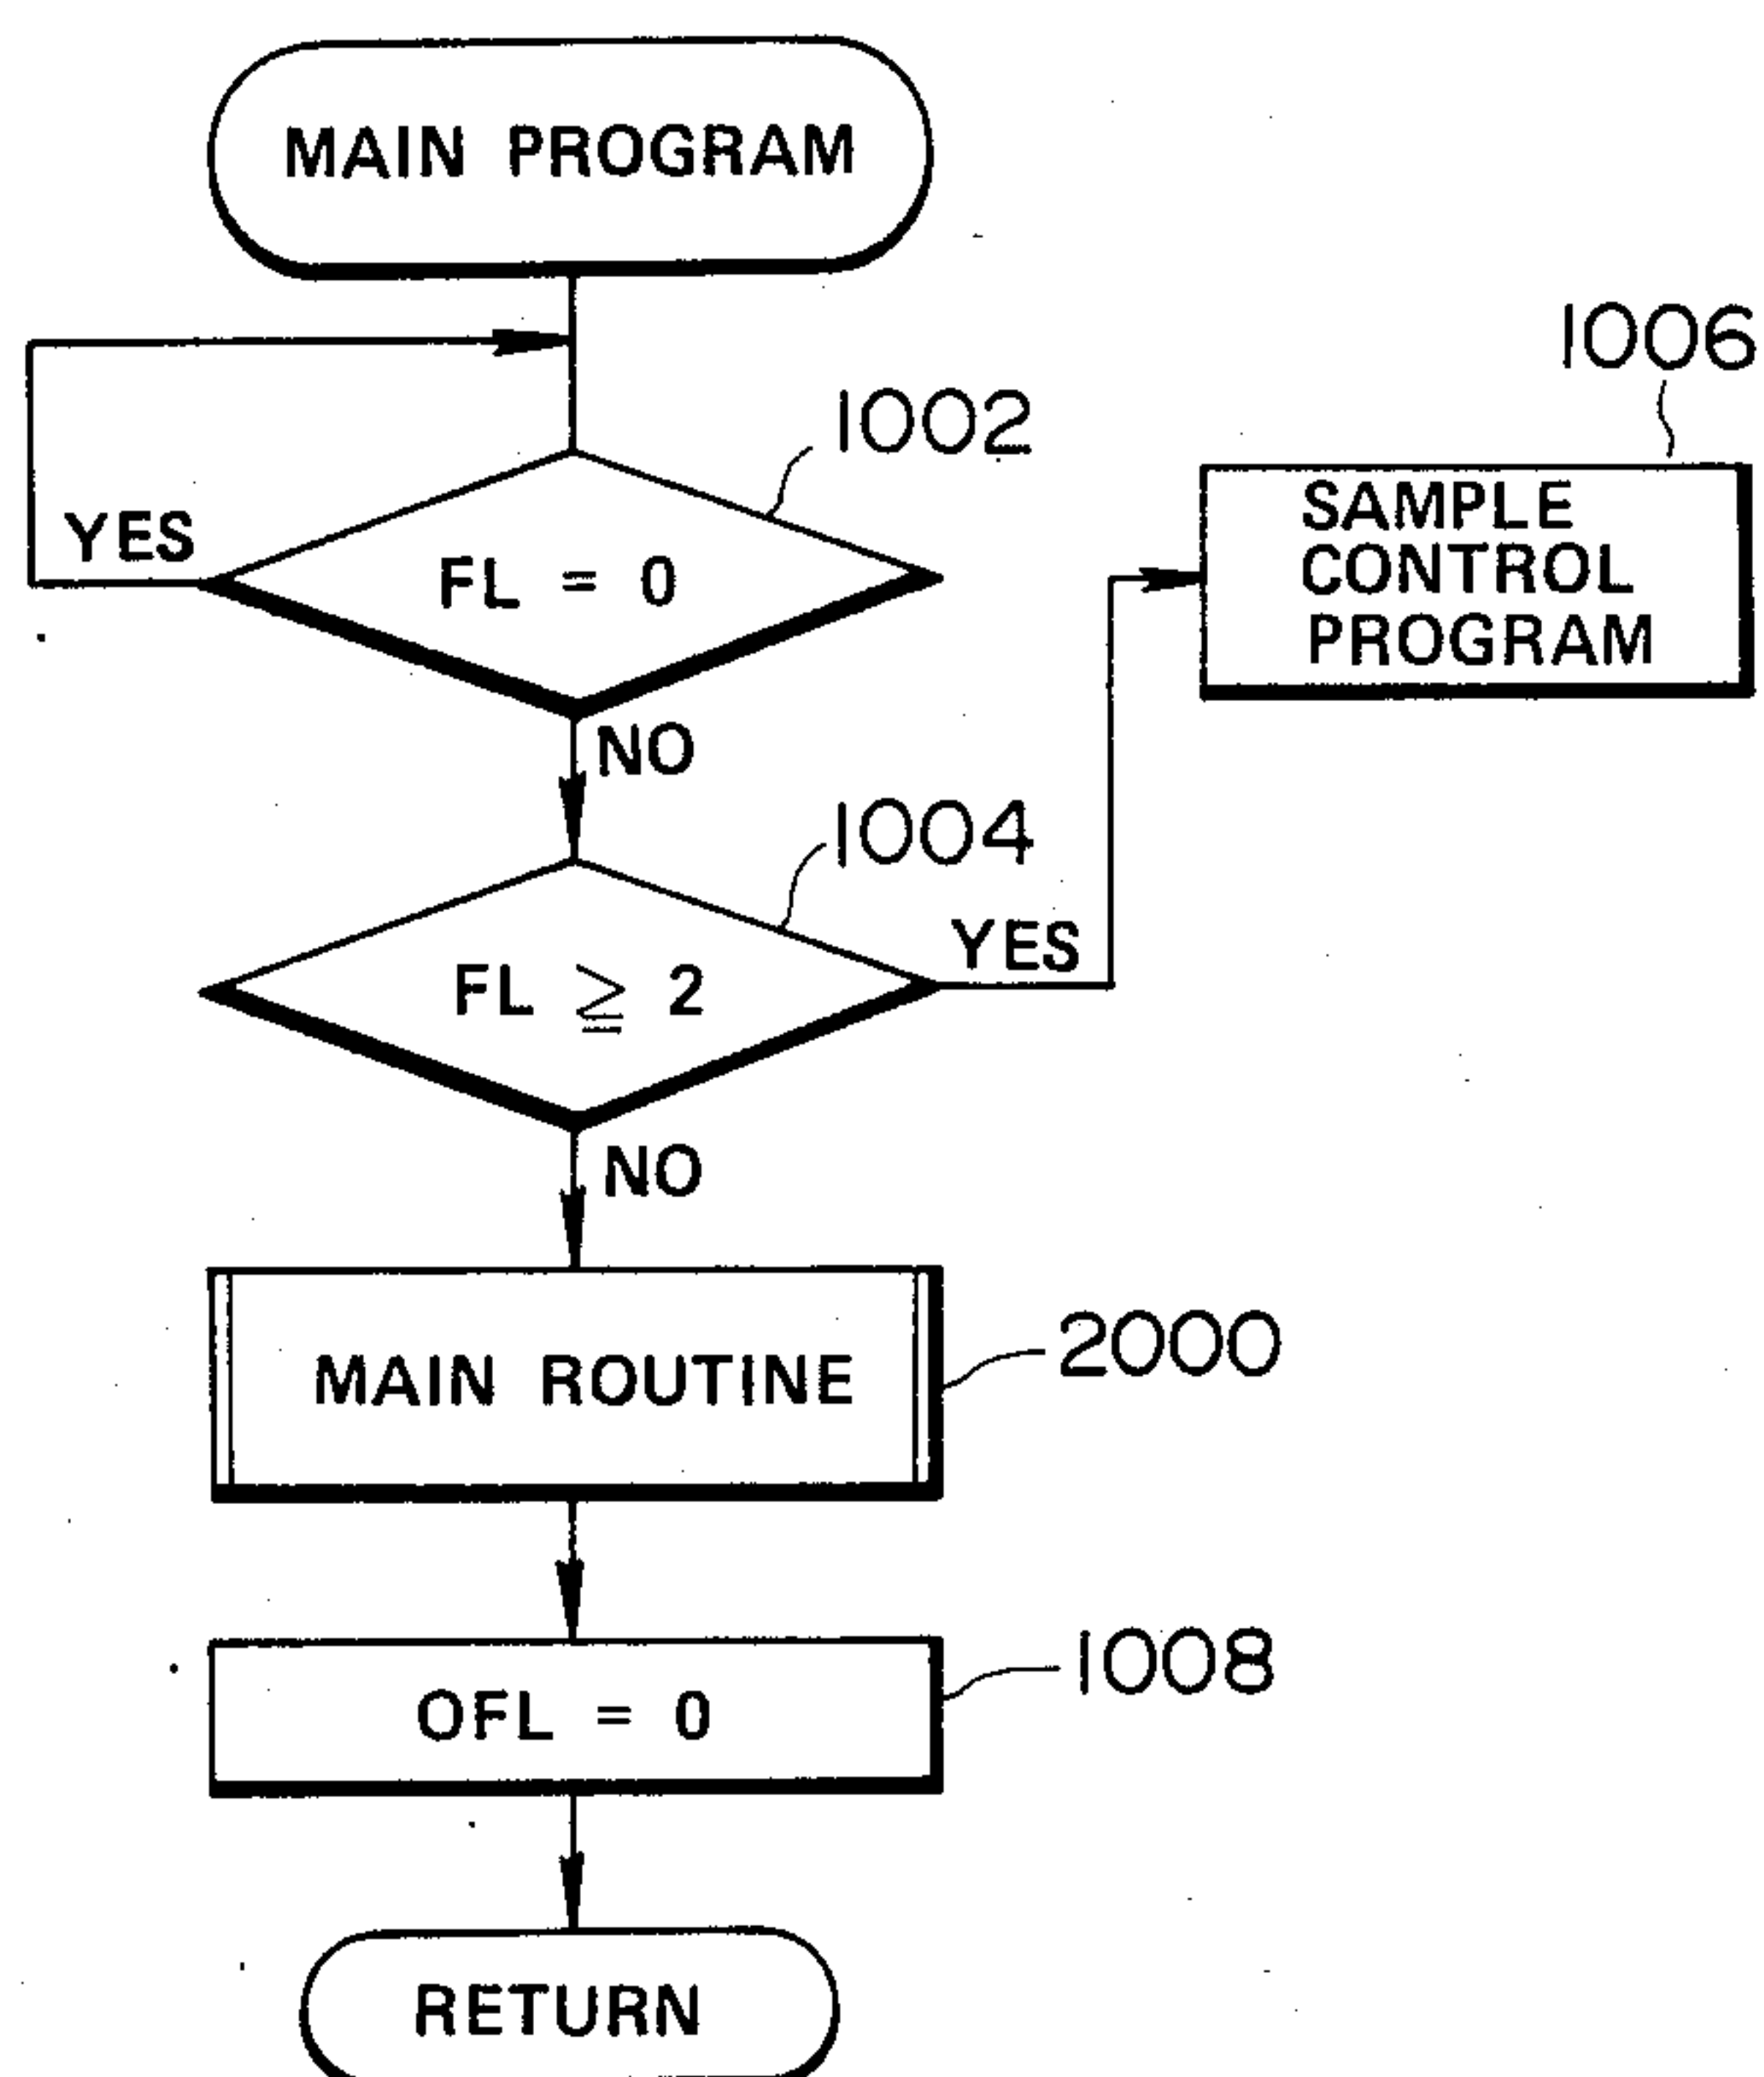 MAIN PROGRAM
1006
1002
SAMPLE
CONTROL
PROGRAM
YES
FL = 0
NO
1004
YES
FL ≧ 2
NO
2000
MAIN ROUTINE
1008
OFL = 0
RETURN